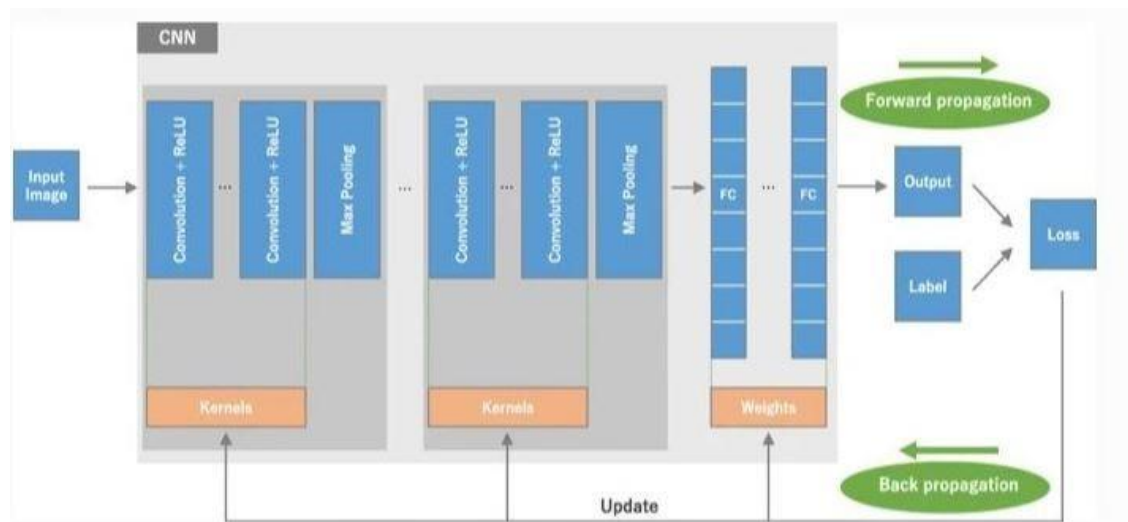 CNN
Forward propagation
Input
Image
Convolution + ReLU
...
Convolution + ReLU
Max Pooling
...
Convolution + ReLU
...
Convolution + ReLU
Max Pooling
FC
...
FC
Output
Label
Loss
Kernels
Kernels
Weights
Back propagation
Update